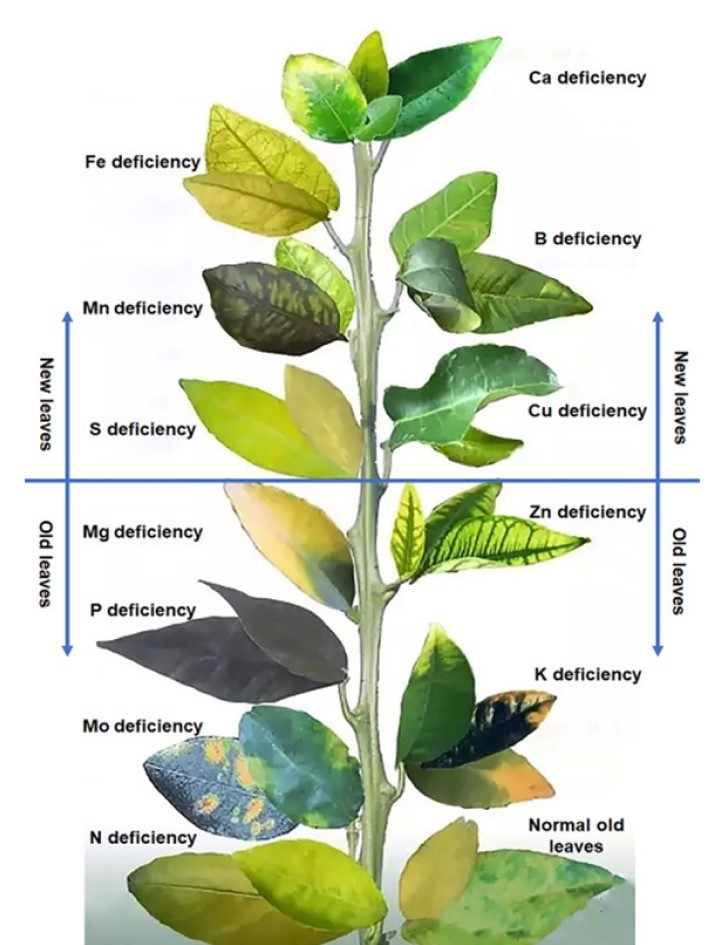 Ca deficiency
Fe deficiency
B deficiency
Mn deficiency
New leaves
New leaves
Cu deficiency
S deficiency
Zn deficiency
Mg deficiency
Old leaves
Old leaves
P deficiency
K deficiency
Mo deficiency
Normal old
leaves
N deficiency